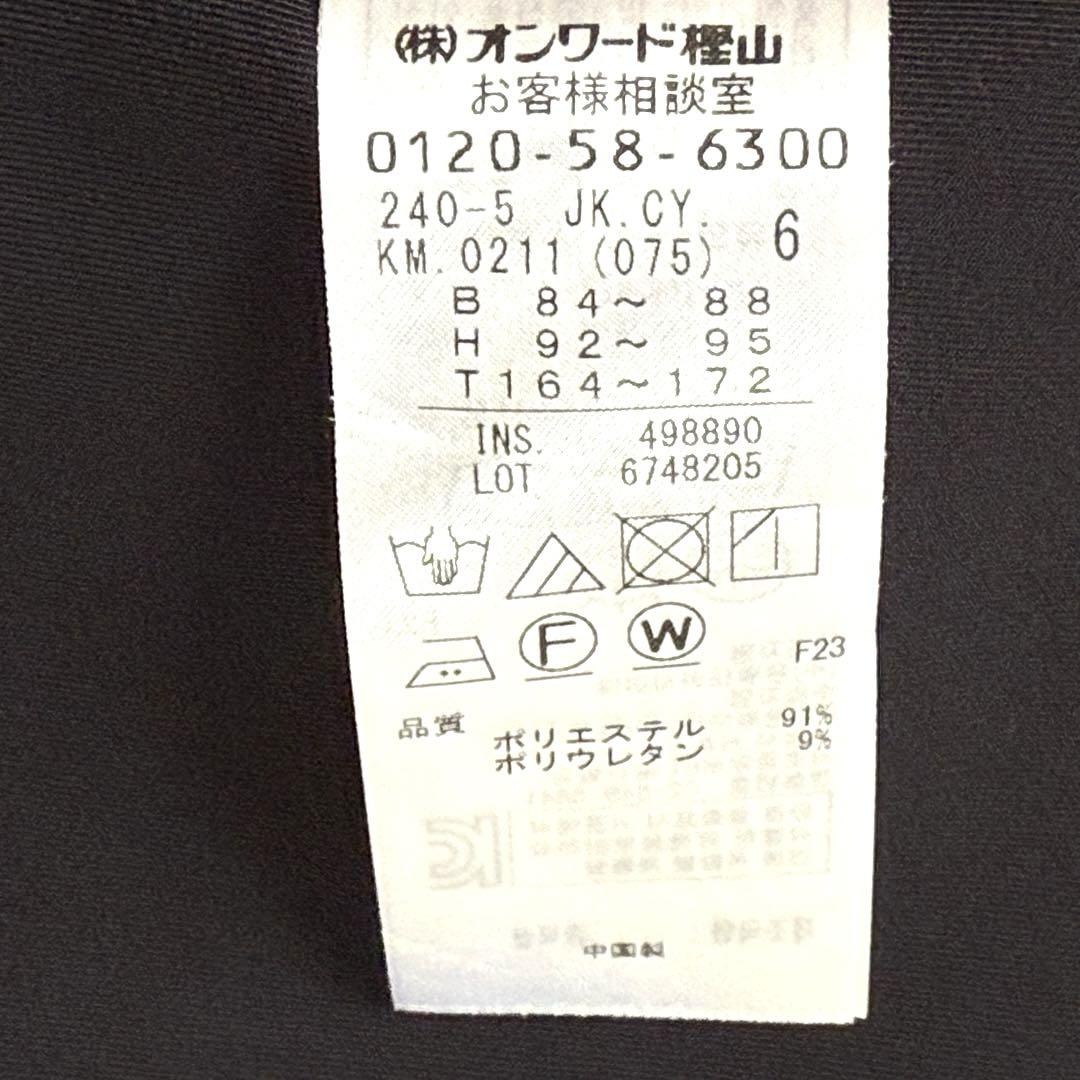 (株)オンワード樫山
お客様相談室
0120-58-6300
240-5 JK.CY.
KM.0211 (075) 6
B 84～ 88
H 92～ 95
T164～172
INS. 498890
LOT 6748205
F
W
F23
品質 ポリエステル 91%
ポリウレタン 9%
中国製